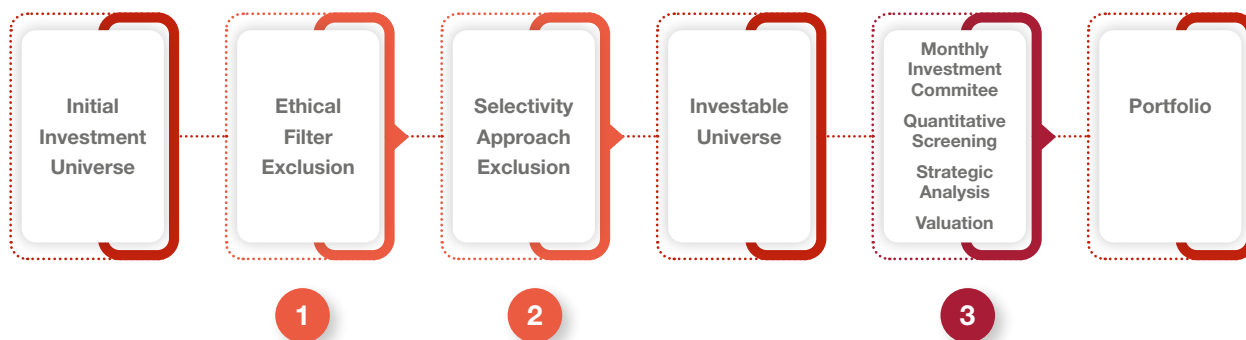 Initial
Investment
Universe
Ethical
Filter
Exclusion
Selectivity
Approach
Exclusion
Investable
Universe
Monthly
Investment
Commitee
Quantitative
Screening
Strategic
Analysis
Valuation
Portfolio
1
2
3